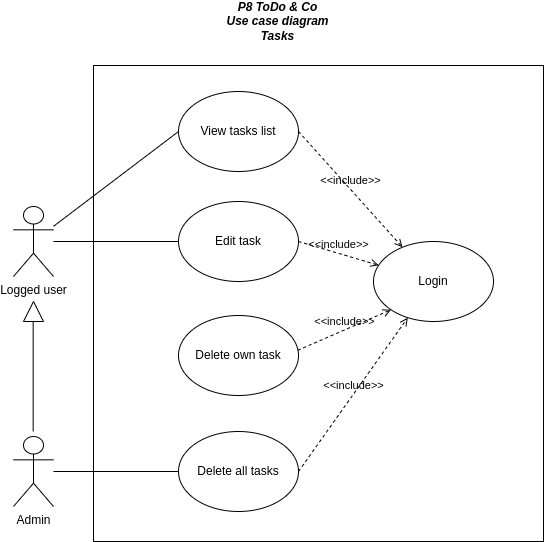 P8 ToDo & Co
Use case diagram
Tasks
View tasks list
<<include>>
Edit task
<<include>>
Login
Logged user
<<include>>
Delete own task
<<include>>
Delete all tasks
Admin